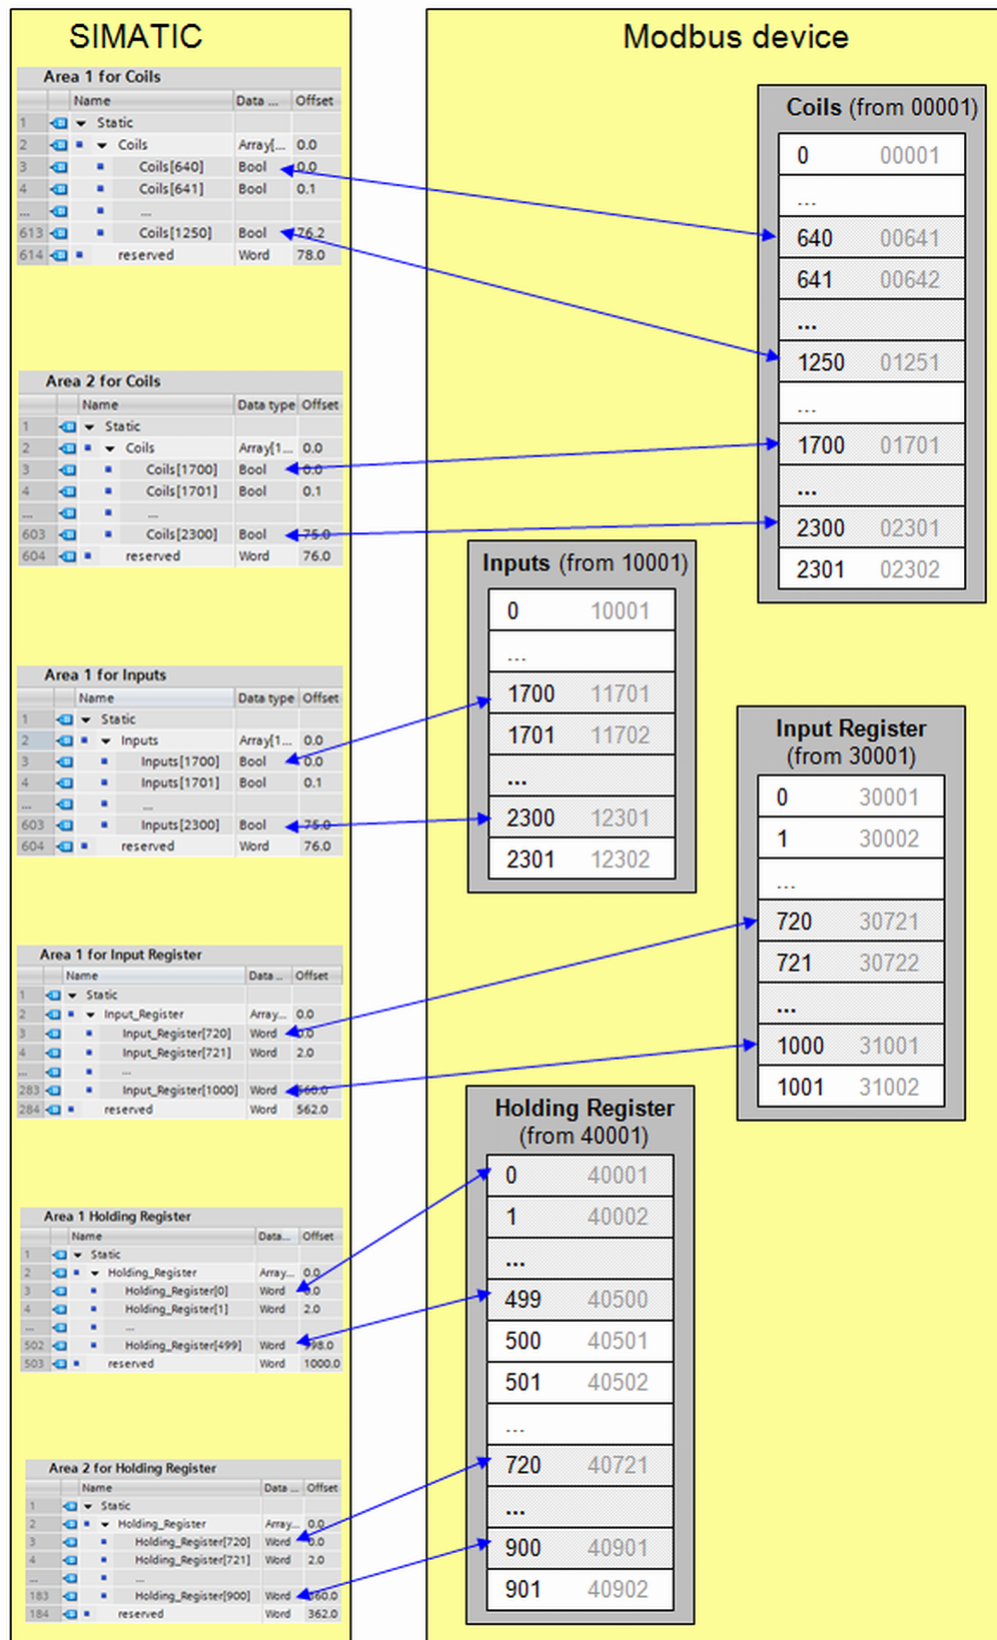 SIMATIC
Area 1 for Coils
Name Data ... Offset
1 Static
2 Coils Array[... 0.0
3 Coils[640] Bool 0.0
4 Coils[641] Bool 0.1
... ...
613 Coils[1250] Bool 76.2
614 reserved Word 78.0
Area 2 for Coils
Name Data type Offset
1 Static
2 Coils Array[1... 0.0
3 Coils[1700] Bool 0.0
4 Coils[1701] Bool 0.1
... ...
603 Coils[2300] Bool 75.0
604 reserved Word 76.0
Area 1 for Inputs
Name Data type Offset
1 Static
2 Inputs Array[1... 0.0
3 Inputs[1700] Bool 0.0
4 Inputs[1701] Bool 0.1
... ...
603 Inputs[2300] Bool 75.0
604 reserved Word 76.0
Area 1 for Input Register
Name Data... Offset
1 Static
2 Input_Register Array... 0.0
3 Input_Register[720] Word 0.0
4 Input_Register[721] Word 2.0
... ...
283 Input_Register[1000] Word 560.0
284 reserved Word 562.0
Area 1 Holding Register
Name Data... Offset
1 Static
2 Holding_Register Array... 0.0
3 Holding_Register[0] Word 0.0
4 Holding_Register[1] Word 2.0
... ...
502 Holding_Register[499] Word 998.0
503 reserved Word 1000.0
Area 2 for Holding Register
Name Data ... Offset
1 Static
2 Holding_Register Array... 0.0
3 Holding_Register[720] Word 0.0
4 Holding_Register[721] Word 2.0
... ...
183 Holding_Register[900] Word 360.0
184 reserved Word 362.0
Modbus device
Coils (from 00001)
0 00001
...
640 00641
641 00642
...
1250 01251
...
1700 01701
...
2300 02301
2301 02302
Inputs (from 10001)
0 10001
...
1700 11701
1701 11702
...
2300 12301
2301 12302
Input Register
(from 30001)
0 30001
1 30002
...
720 30721
721 30722
...
1000 31001
1001 31002
Holding Register
(from 40001)
0 40001
1 40002
...
499 40500
500 40501
501 40502
...
720 40721
...
900 40901
901 40902